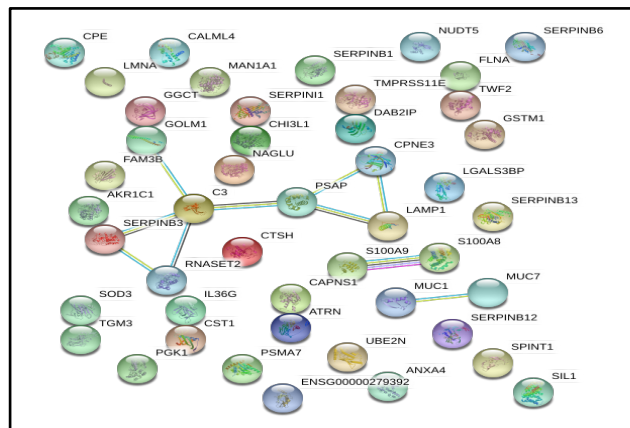 CPE
CALML4
NUDT5
SERPINB6
SERPINB1
LMNA
MAN1A1
FLNA
TMPRSS11E
GGCT
SERPINI1
TWF2
GOLM1
CHI3L1
DAB2IP
GSTM1
FAM3B
NAGLU
CPNE3
AKR1C1
C3
PSAP
LGALS3BP
SERPINB3
LAMP1
SERPINB13
CTSH
S100A9
S100A8
RNASET2
CAPNS1
MUC1
MUC7
SOD3
IL36G
ATRN
SERPINB12
TGM3
CST1
UBE2N
SPINT1
PGK1
PSMA7
ENSG00000279392
ANXA4
SIL1